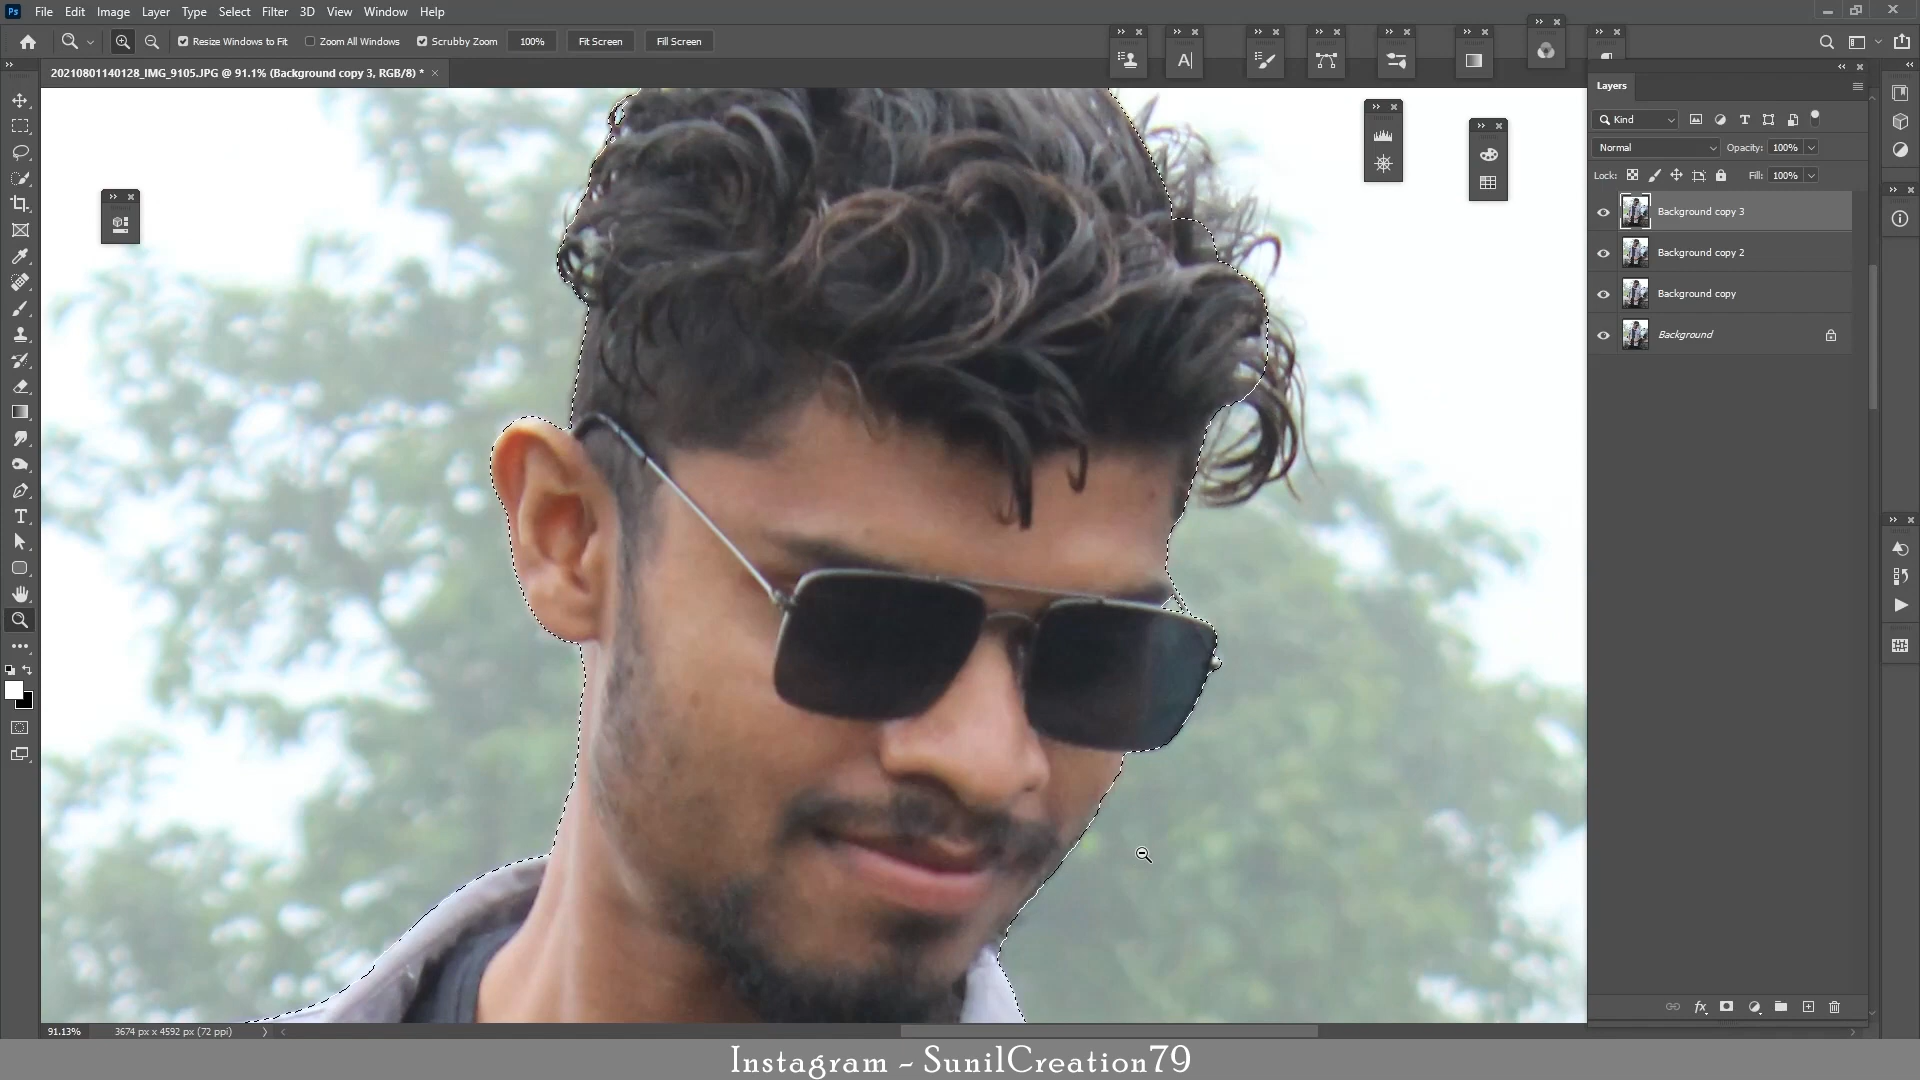 Ps File Edit Image Layer Type Select Filter 3D View Window Help
Resize Windows to Fit Zoom All Windows Scrubby Zoom 100% Fit Screen Fill Screen
20210801140128_IMG_9105.JPG @ 91.1% (Background copy 3, RGB/8) *
Layers
Kind
Normal Opacity: 100%
Lock: Fill: 100%
Background copy 3
Background copy 2
Background copy
Background
91.13% 3674 px x 4592 px (72 ppi)
Instagram - SunilCreation79